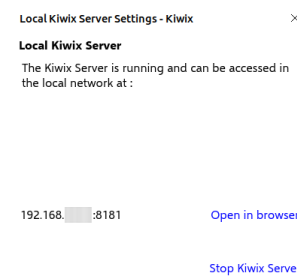 Local Kiwix Server Settings - Kiwix
Local Kiwix Server
The Kiwix Server is running and can be accessed in
the local network at :
192.168. :8181
Open in browser
Stop Kiwix Serve